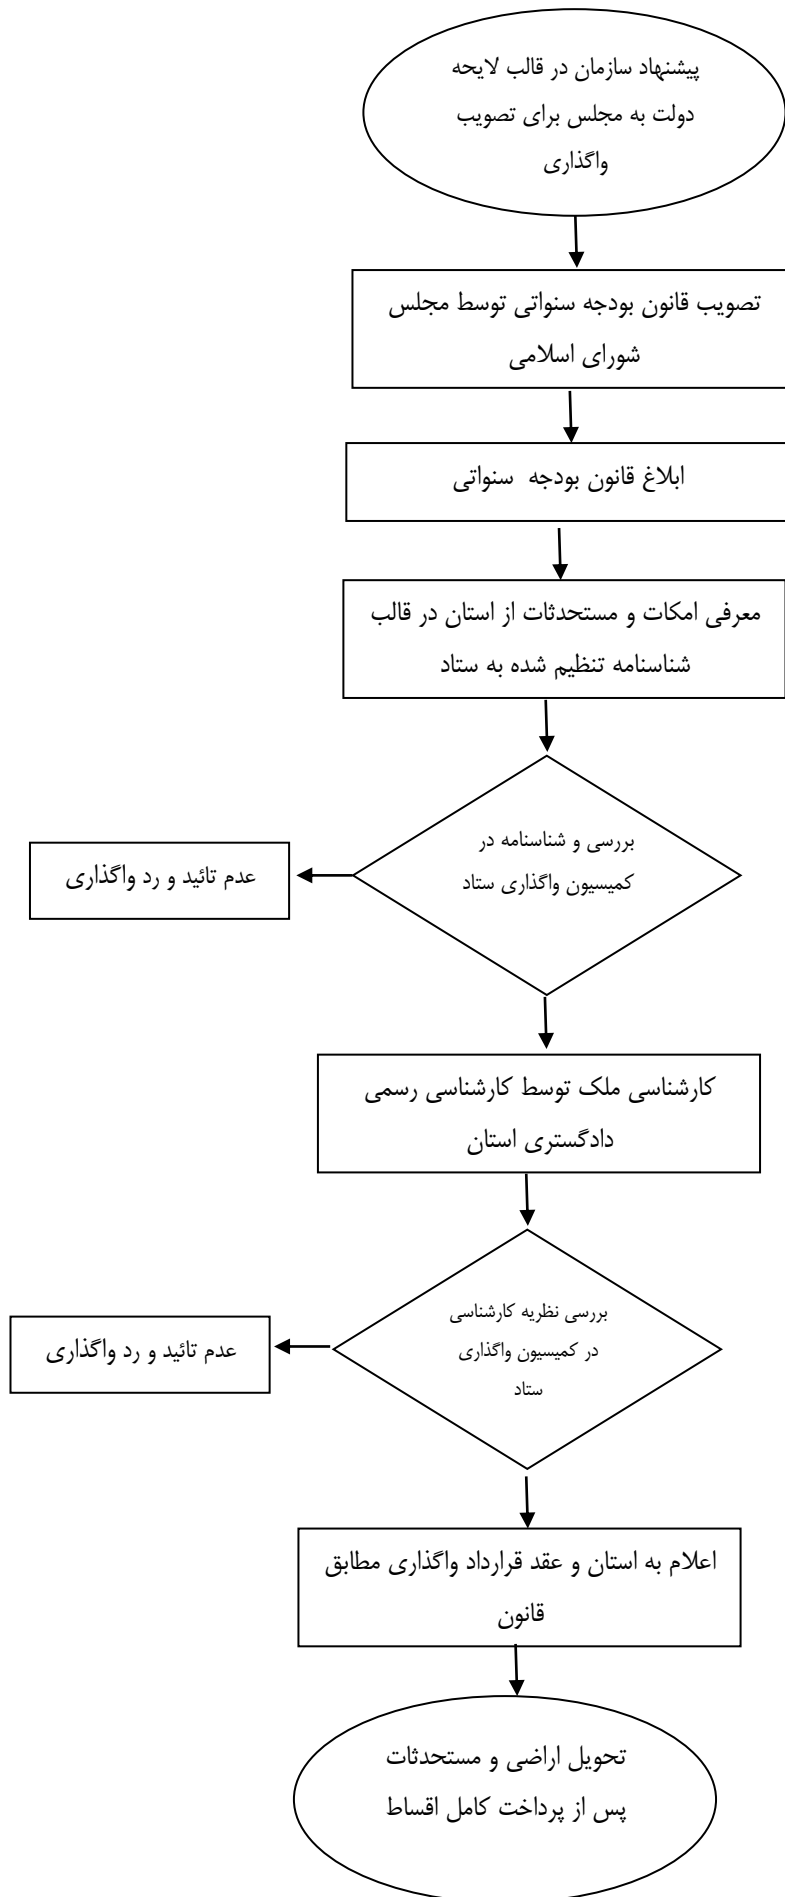 پیشنهاد سازمان در قالب لایحه
دولت به مجلس برای تصویب
واگذاری
تصویب قانون بودجه سنواتی توسط مجلس
شورای اسلامی
ابلاغ قانون بودجه سنواتی
معرفی امکات و مستحدثات از استان در قالب
شناسنامه تنظیم شده به ستاد
بررسی و شناسنامه در
کمیسیون واگذاری ستاد
عدم تائید و رد واگذاری
کارشناسی ملک توسط کارشناسی رسمی
دادگستری استان
بررسی نظریه کارشناسی
در کمیسیون واگذاری
ستاد
عدم تائید و رد واگذاری
اعلام به استان و عقد قرارداد واگذاری مطابق
قانون
تحویل اراضی و مستحدثات
پس از پرداخت کامل اقساط